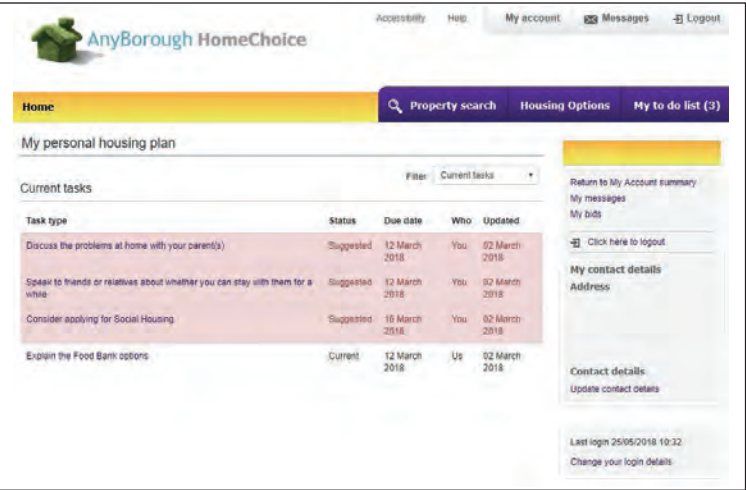 Accessibility Help My account Messages Logout
AnyBorough HomeChoice
Home Property search Housing Options My to do list (3)
My personal housing plan
Filter Current tasks
Current tasks
Task type Status Due date Who Updated
Discuss the problems at home with your parent(s) Suggested 12 March 2018 You 02 March 2018
Speak to friends or relatives about whether you can stay with them for a while Suggested 12 March 2018 You 02 March 2018
Consider applying for Social Housing Suggested 16 March 2018 You 02 March 2018
Explain the Food Bank options Current 12 March 2018 Us 02 March 2018
Return to My Account summary
My messages
My bids
Click here to logout
My contact details
Address
Contact details
Update contact details
Last login 25/05/2018 10:32
Change your login details